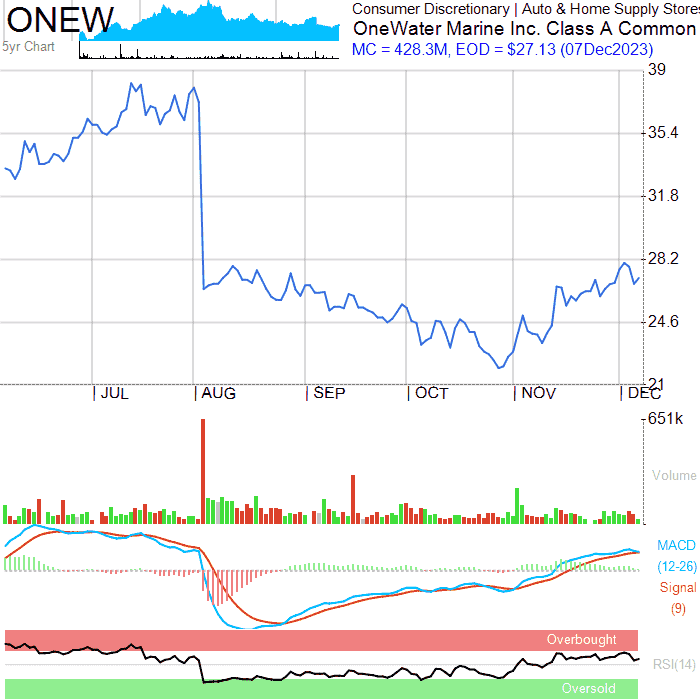 ONEW
5yr Chart
Consumer Discretionary | Auto & Home Supply Stores
OneWater Marine Inc. Class A Common
MC = 428.3M, EOD = $27.13 (07Dec2023)
39
35.4
31.8
28.2
24.6
21
JUL AUG SEP OCT NOV DEC
651k
Volume
MACD
(12-26)
Signal
(9)
Overbought
RSI(14)
Oversold